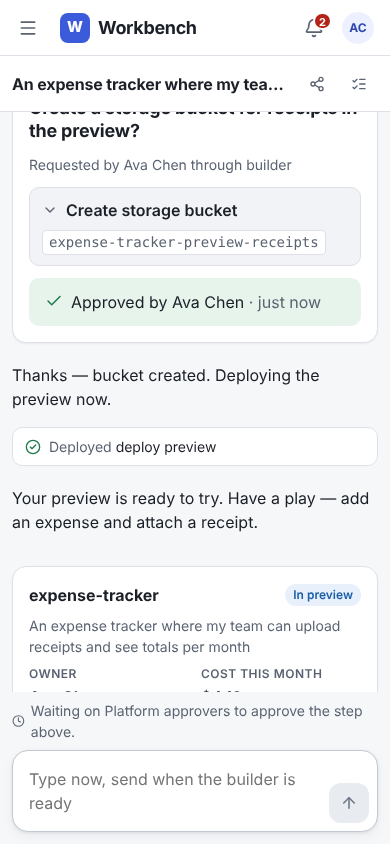 W Workbench
2
AC
An expense tracker where my tea...
the preview?
Requested by Ava Chen through builder
Create storage bucket
expense-tracker-preview-receipts
Approved by Ava Chen · just now
Thanks — bucket created. Deploying the
preview now.
Deployed deploy preview
Your preview is ready to try. Have a play — add
an expense and attach a receipt.
expense-tracker
In preview
An expense tracker where my team can upload
receipts and see totals per month
OWNER
COST THIS MONTH
Waiting on Platform approvers to approve the step
above.
Type now, send when the builder is
ready